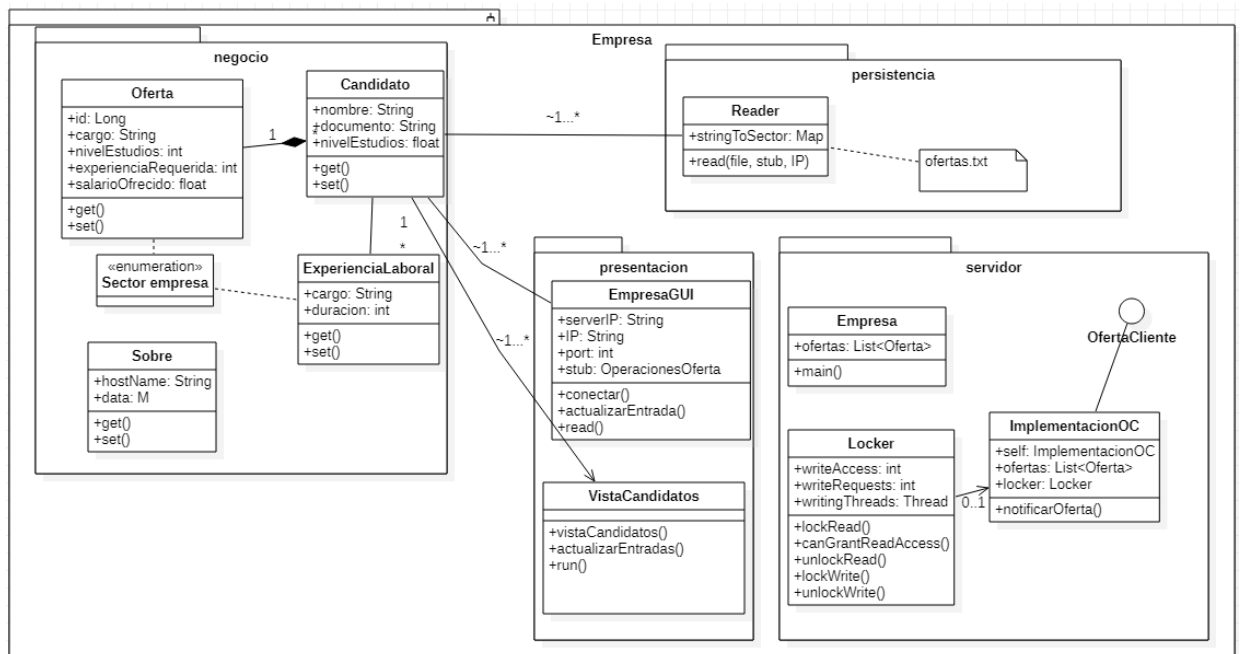 Empresa
negocio
Oferta
+id: Long
+cargo: String
+nivelEstudios: int
+experienciaRequerida: int
+salarioOfrecido: float
+get()
+set()
1
*
Candidato
+nombre: String
+documento: String
+nivelEstudios: float
+get()
+set()
«enumeration»
Sector empresa
1
*
ExperienciaLaboral
+cargo: String
+duracion: int
+get()
+set()
Sobre
+hostName: String
+data: M
+get()
+set()
~1...*
~1...*
~1...*
persistencia
Reader
+stringToSector: Map
+read(file, stub, IP)
ofertas.txt
presentacion
EmpresaGUI
+serverIP: String
+IP: String
+port: int
+stub: OperacionesOferta
+conectar()
+actualizarEntrada()
+read()
VistaCandidatos
+vistaCandidatos()
+actualizarEntradas()
+run()
servidor
Empresa
+ofertas: List<Oferta>
+main()
OfertaCliente
Locker
+writeAccess: int
+writeRequests: int
+writingThreads: Thread
+lockRead()
+canGrantReadAccess()
+unlockRead()
+lockWrite()
+unlockWrite()
0..1
ImplementacionOC
+self: ImplementacionOC
+ofertas: List<Oferta>
+locker: Locker
+notificarOferta()